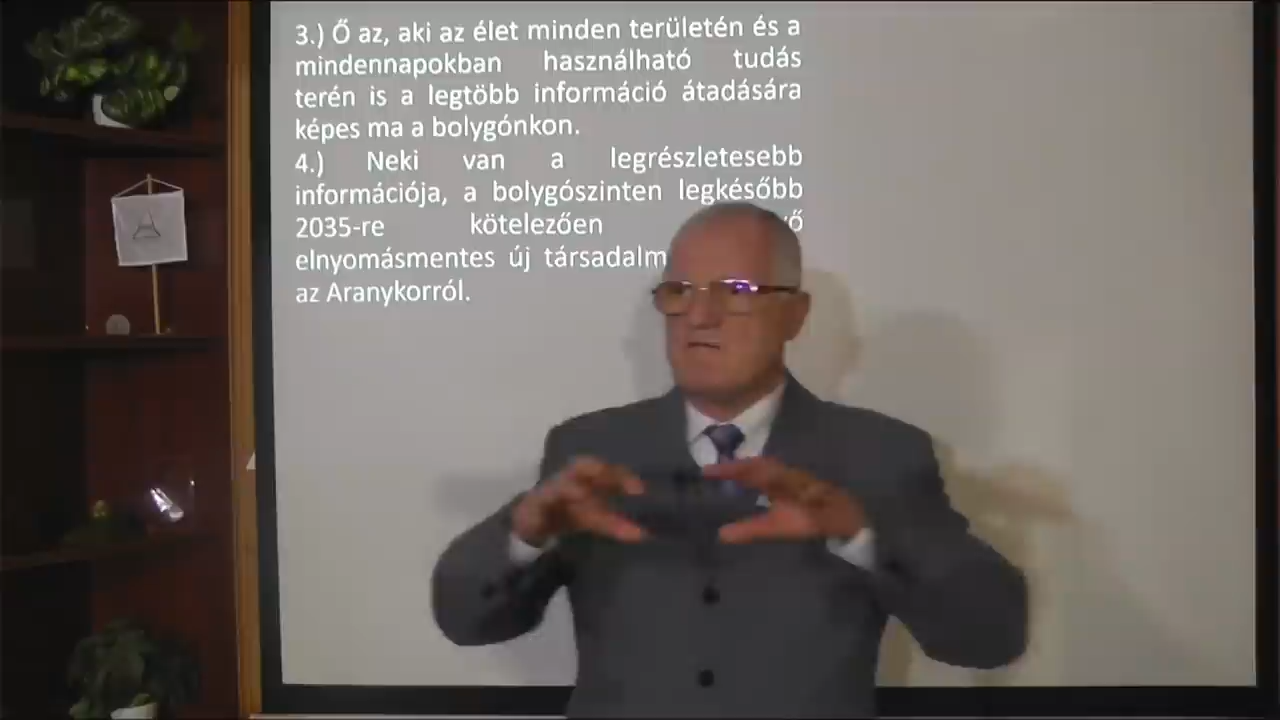 3.) Ő az, aki az élet minden területén és a
mindennapokban használható tudás
terén is a legtöbb információ átadására
képes ma a bolygónkon.
4.) Neki van a legrészletesebb
információja, a bolygószinten legkésőbb
2035-re kötelezően
elnyomásmentes új társadalm
az Aranykorról.